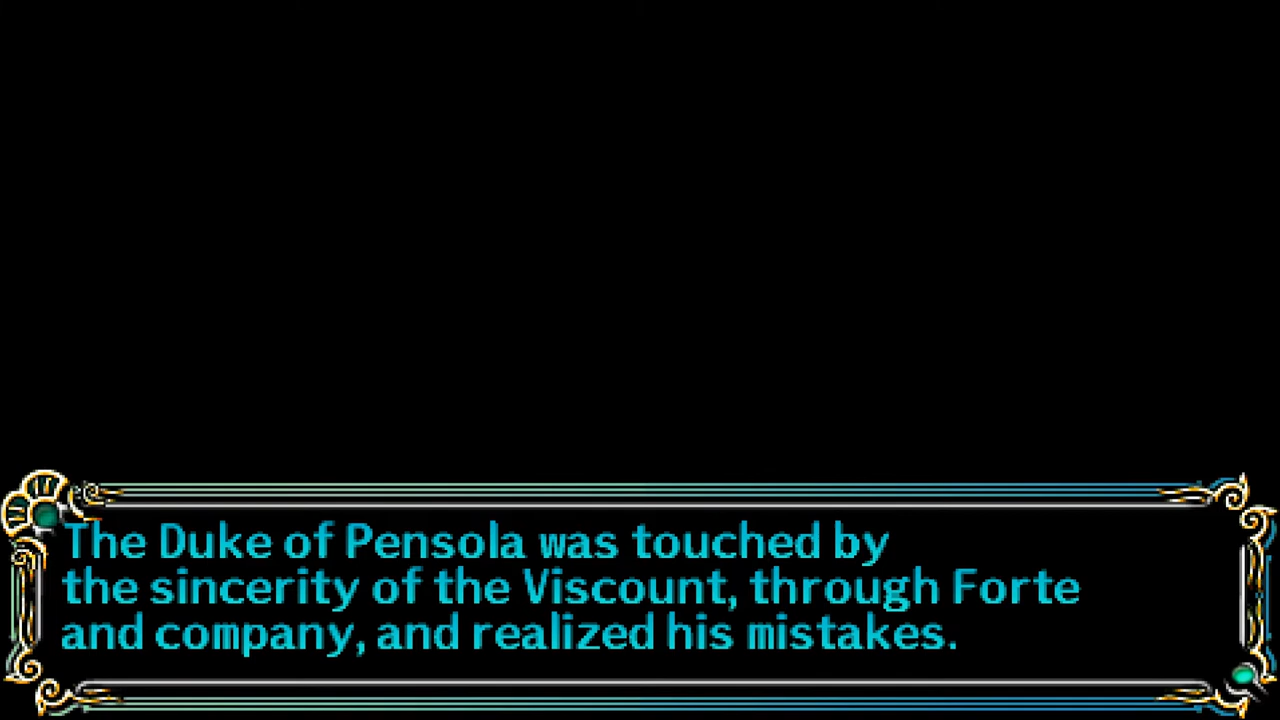 The Duke of Pensola was touched by
the sincerity of the Viscount, through Forte
and company, and realized his mistakes.